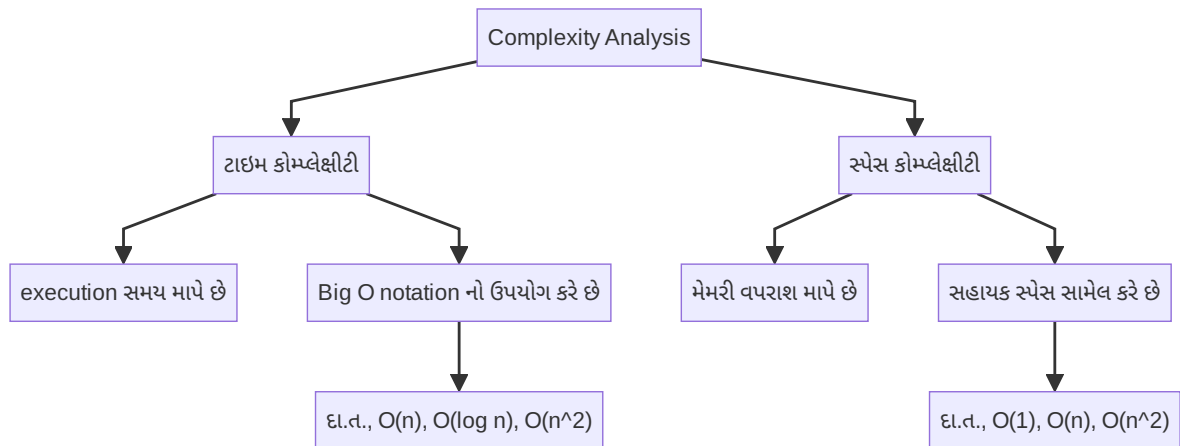 Complexity Analysis
ટાઇમ કોમ્પ્લેક્ષીટી
સ્પેસ કોમ્પ્લેક્ષીટી
execution સમય માપે છે
Big O notation નો ઉપયોગ કરે છે
મેમરી વપરાશ માપે છે
સહાયક સ્પેસ સામેલ કરે છે
દા.ત., O(n), O(log n), O(n^2)
દા.ત., O(1), O(n), O(n^2)